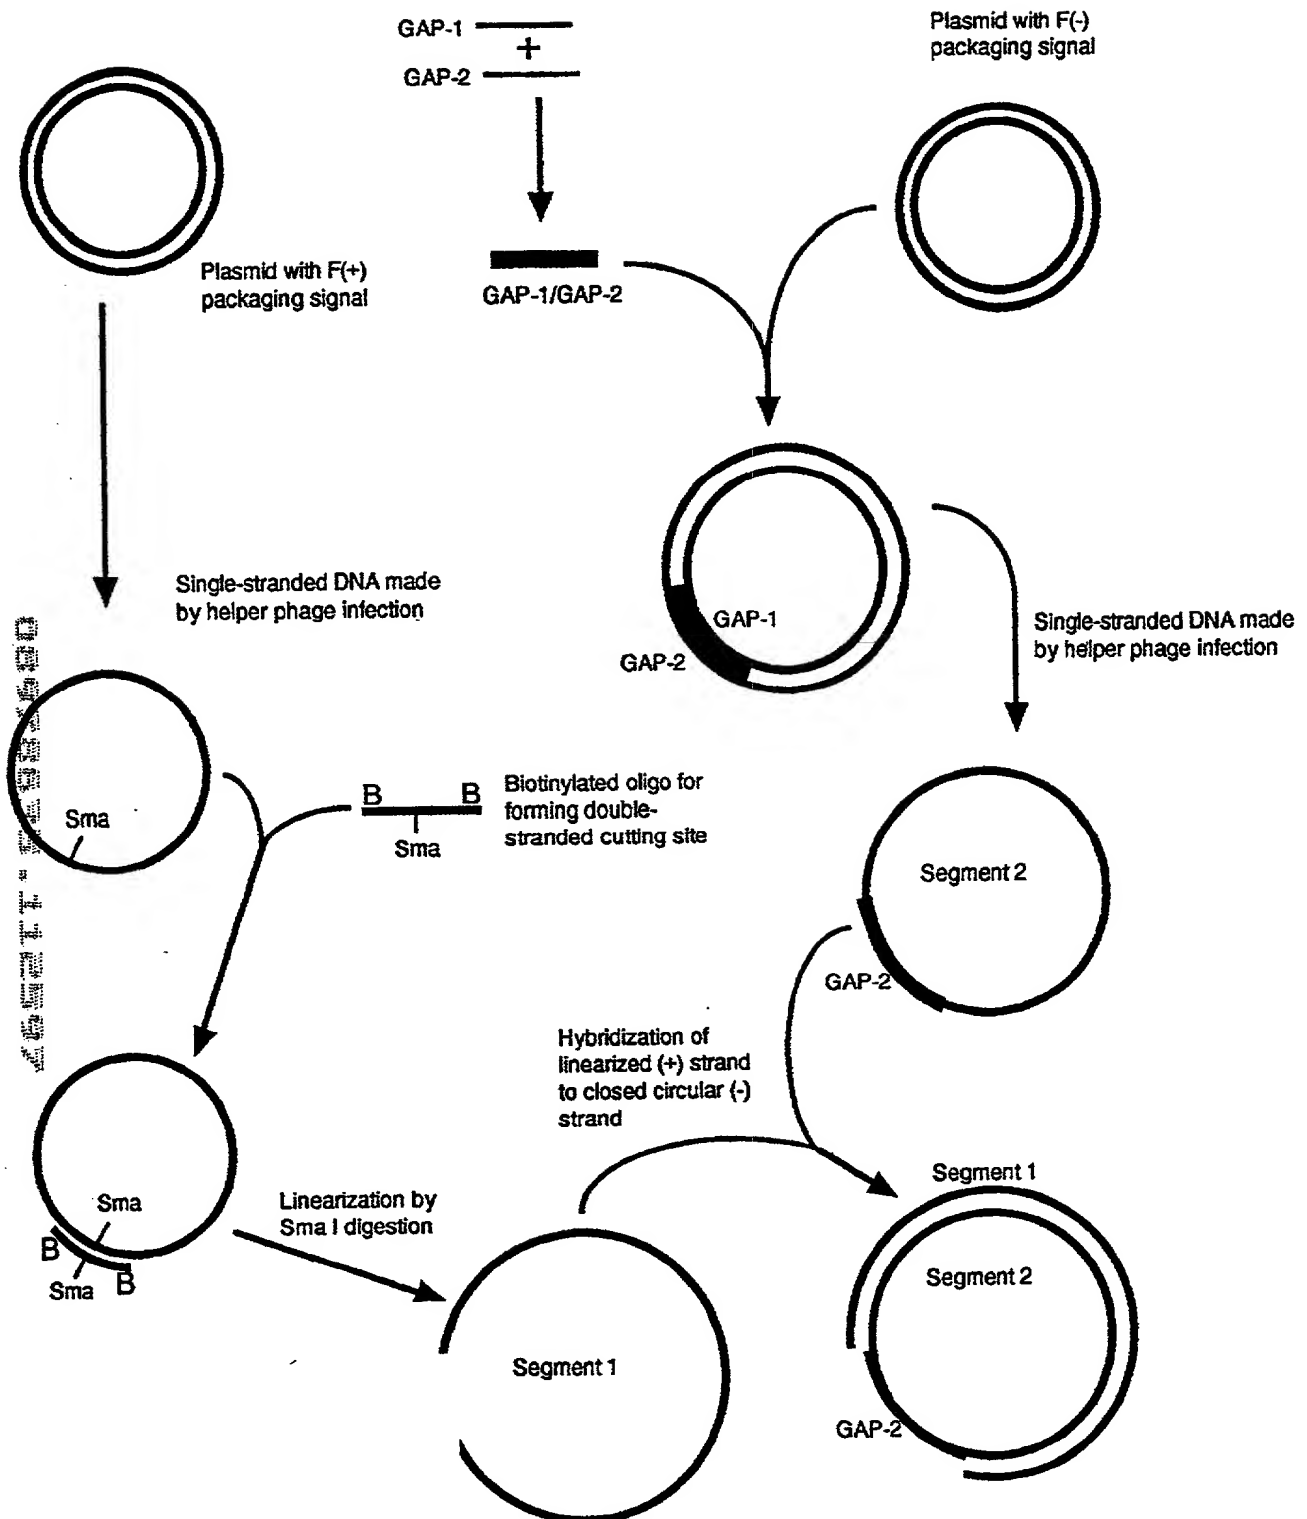 GAP-1
+
GAP-2
Plasmid with F(-)
packaging signal
Plasmid with F(+)
packaging signal
GAP-1/GAP-2
Single-stranded DNA made
by helper phage infection
GAP-1
GAP-2
Single-stranded DNA made
by helper phage infection
Sma
B
B
Sma
Biotinylated oligo for
forming double-
stranded cutting site
Segment 2
GAP-2
Hybridization of
linearized (+) strand
to closed circular (-)
strand
Sma
B
Sma
B
Linearization by
Sma I digestion
Segment 1
Segment 1
Segment 2
GAP-2